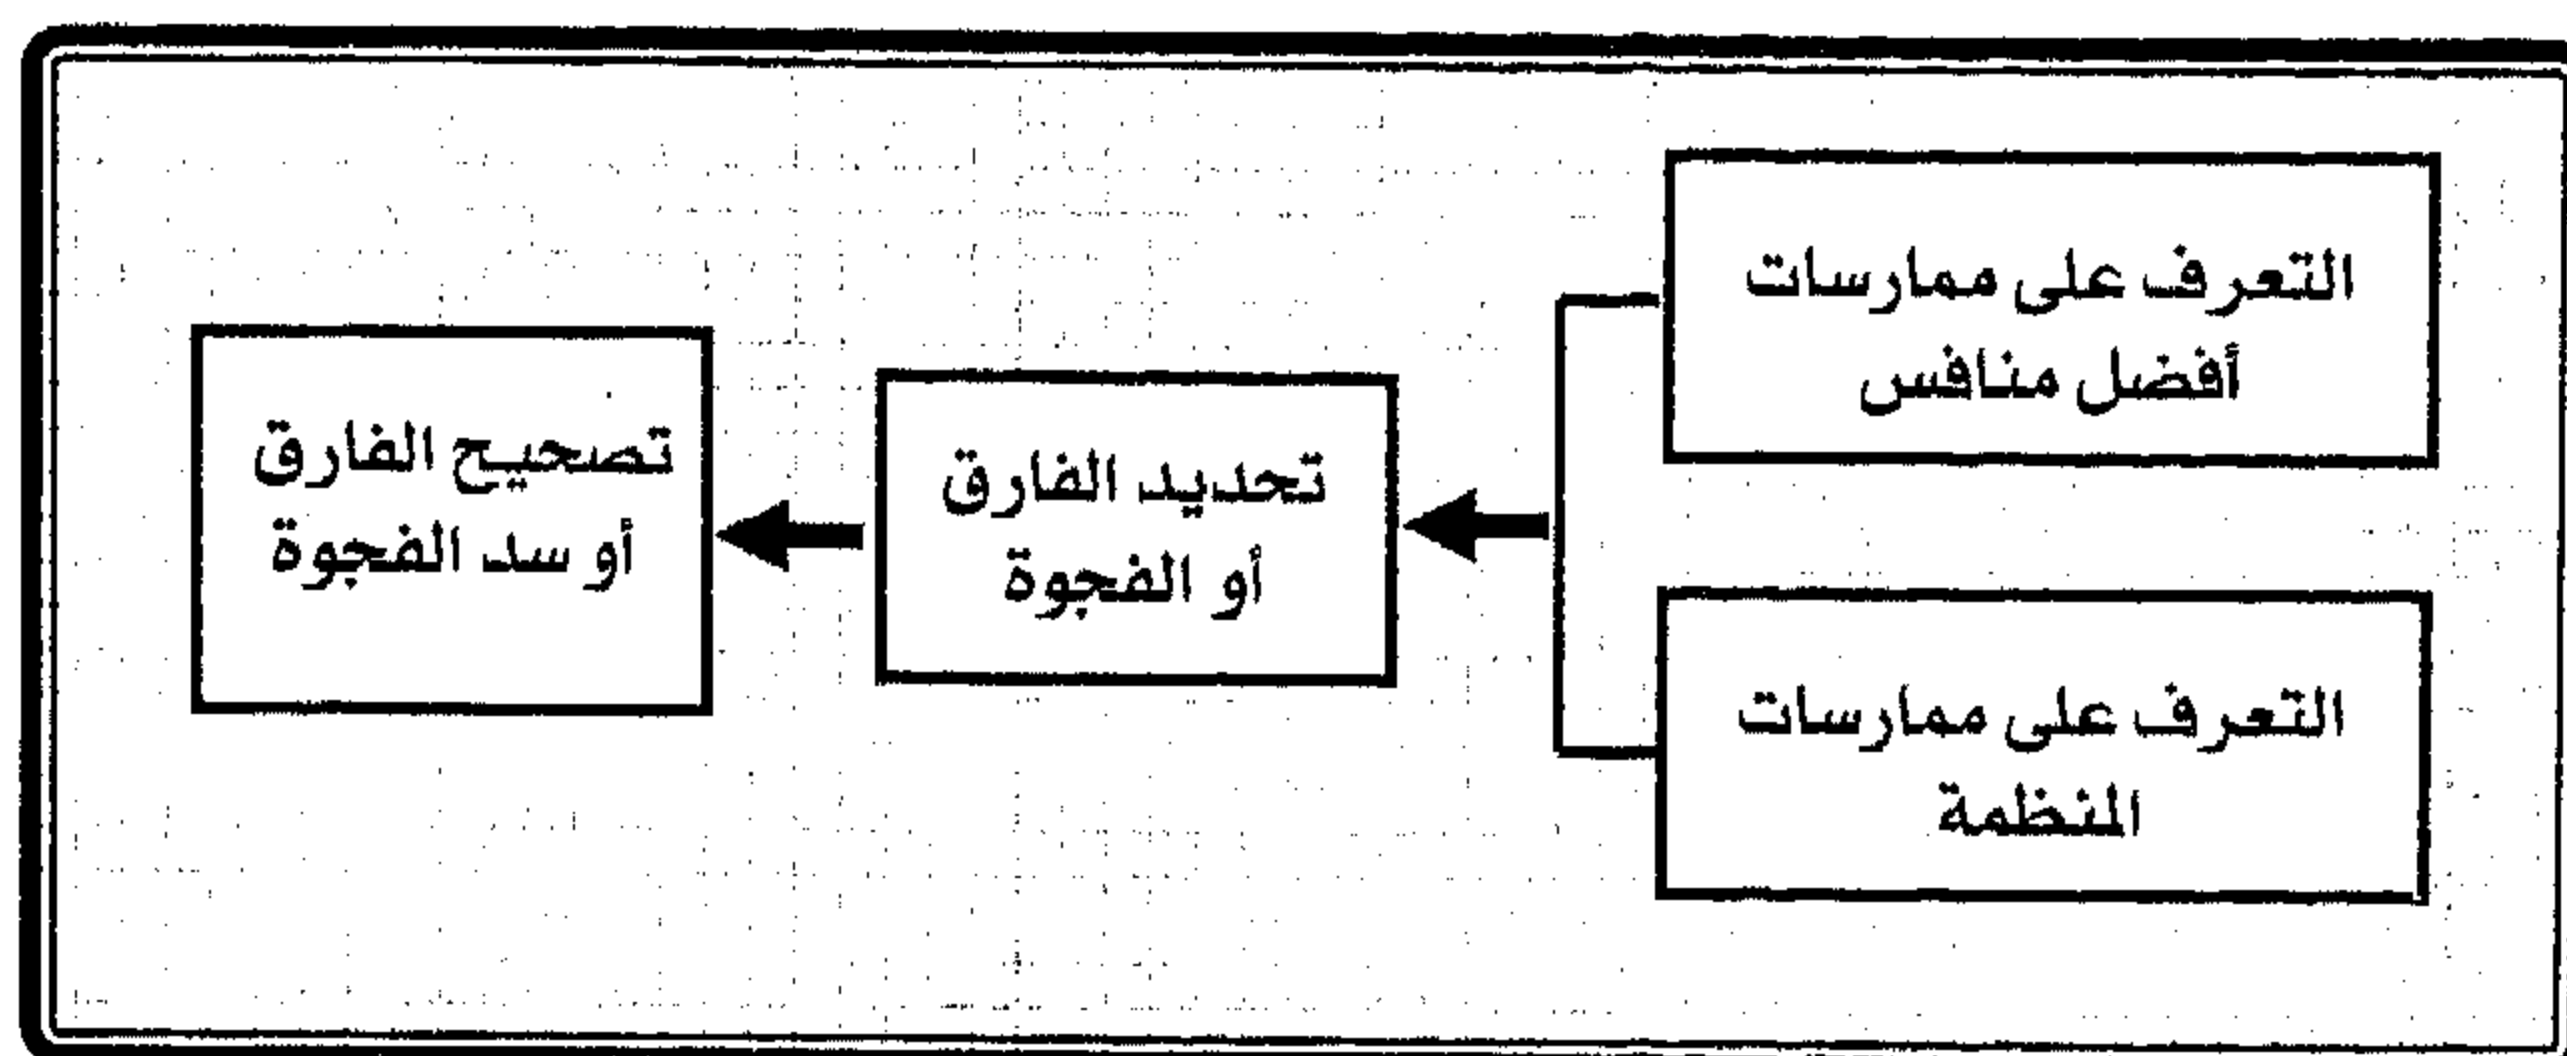 التعرف على ممارسات
أفضل منافس
التعرف على ممارسات
المنظمة
تحديد الفارق
أو الفجوة
تصحيح الفارق
أو سد الفجوة